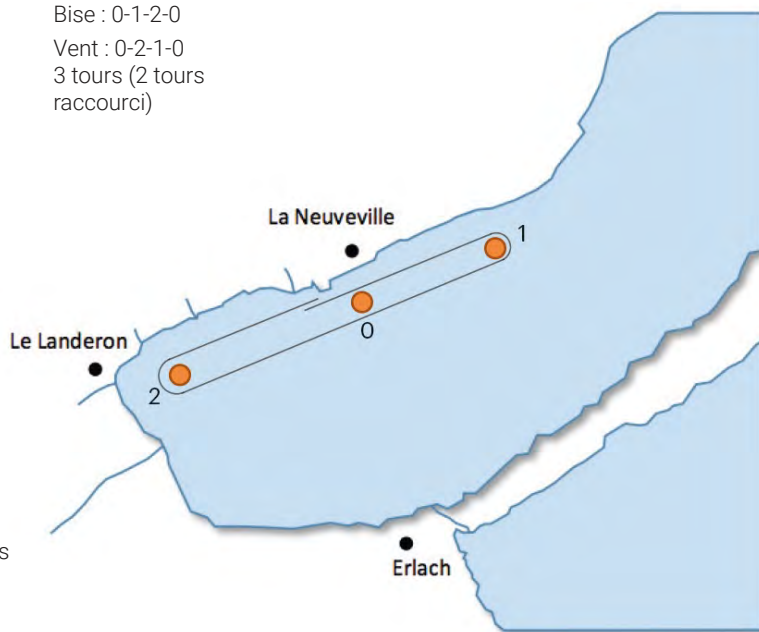 Bise : 0-1-2-0
Vent : 0-2-1-0
3 tours (2 tours
raccourci)
La Neuveville
1
0
Le Landeron
2
s
Erlach